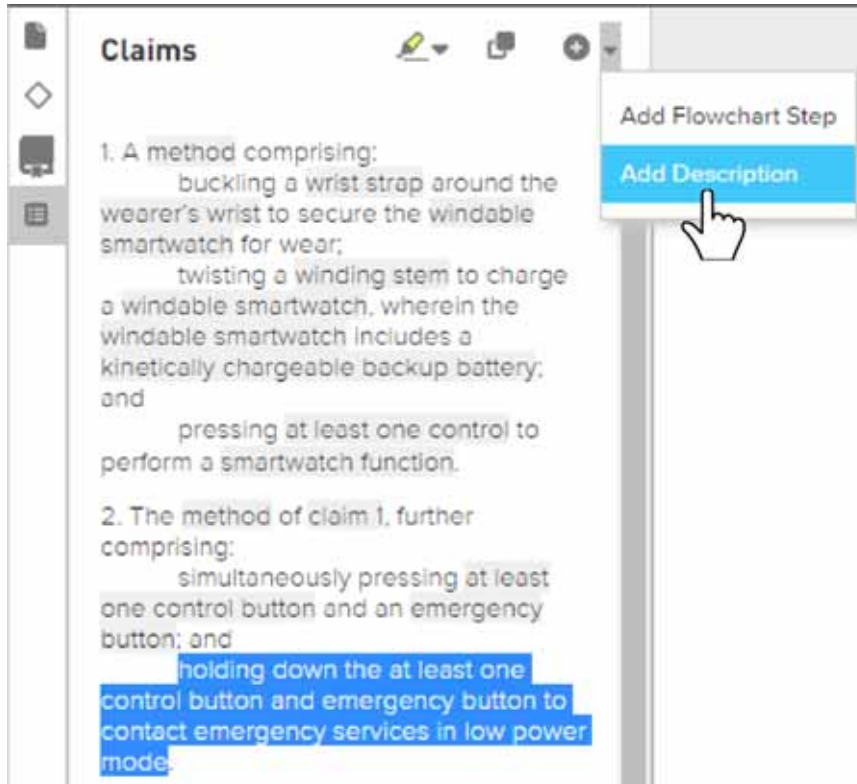 Claims
Add Flowchart Step
Add Description
1. A method comprising:
buckling a wrist strap around the
wearer's wrist to secure the windable
smartwatch for wear;
twisting a winding stem to charge
a windable smartwatch, wherein the
windable smartwatch includes a
kinetically chargeable backup battery;
and
pressing at least one control to
perform a smartwatch function.
2. The method of claim 1, further
comprising:
simultaneously pressing at least
one control button and an emergency
button; and
holding down the at least one
control button and emergency button to
contact emergency services in low power
mode.